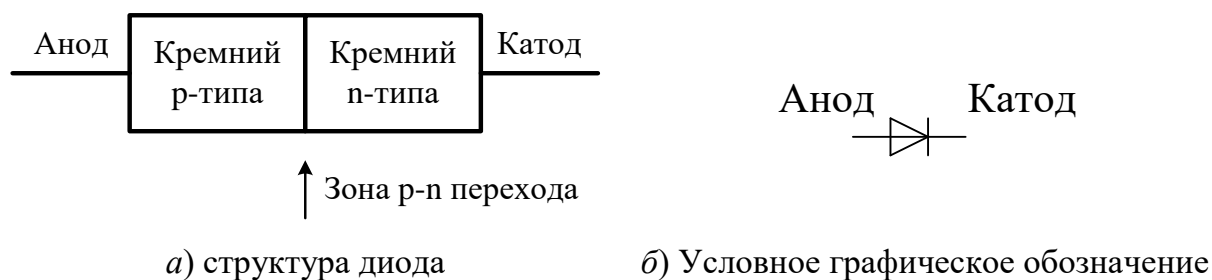 Анод
Кремний
p-типа
Кремний
n-типа
Катод
Зона p-n перехода
а) структура диода
Анод Катод
б) Условное графическое обозначение